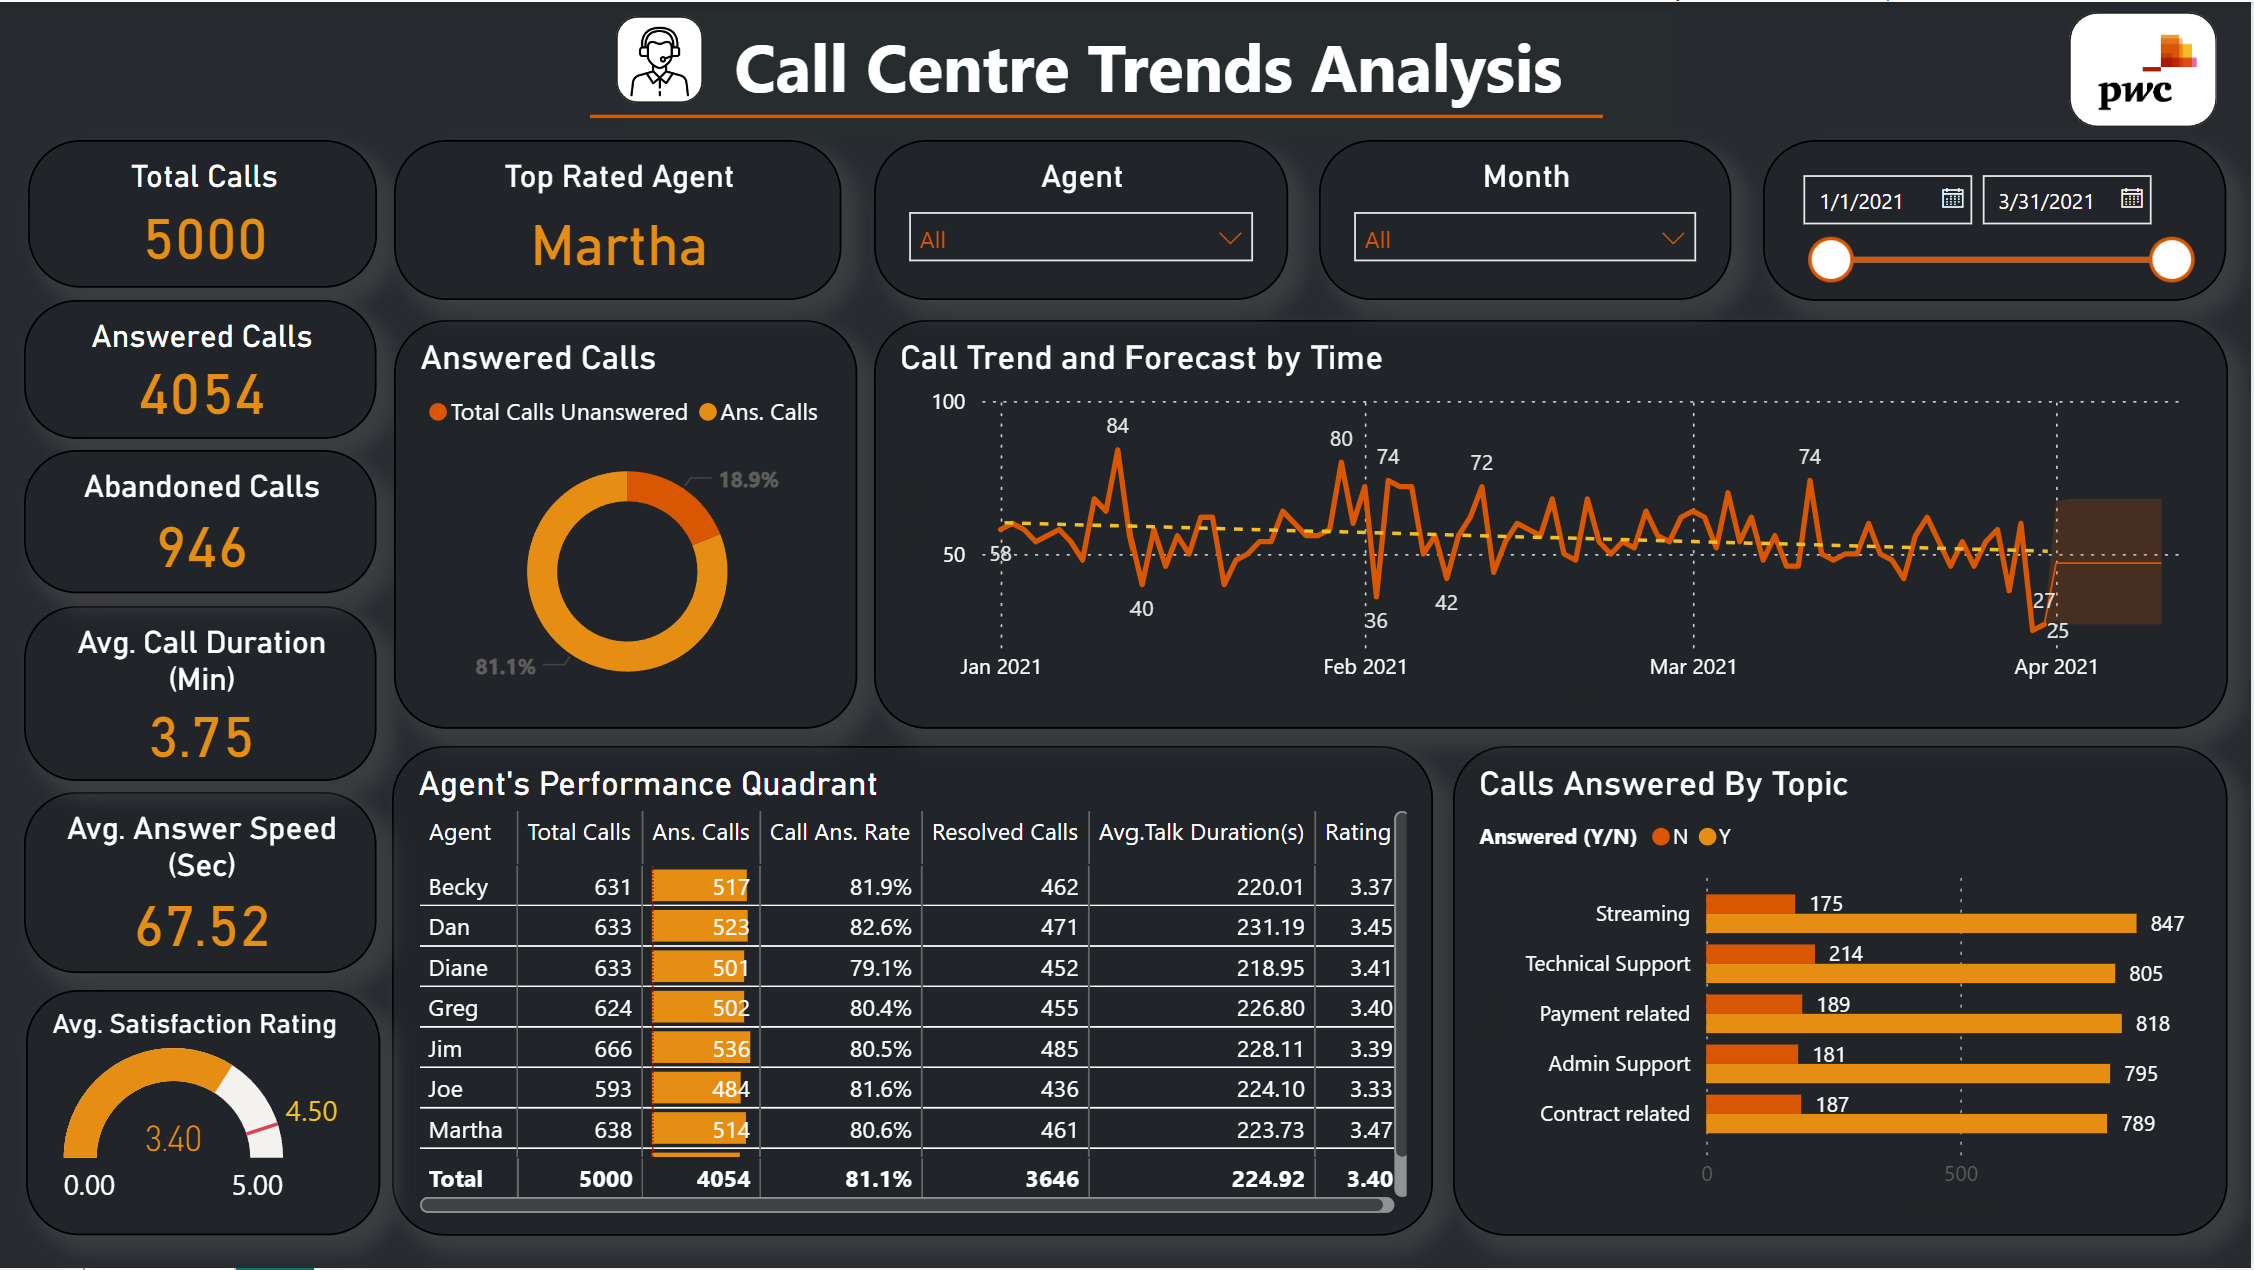 Call Centre Trends Analysis
pwc
Total Calls
5000
Top Rated Agent
Martha
Agent
All
Month
All
1/1/2021
3/31/2021
Answered Calls
4054
Abandoned Calls
946
Avg. Call Duration
(Min)
3.75
Avg. Answer Speed
(Sec)
67.52
Avg. Satisfaction Rating
3.40
4.50
0.00
5.00
Answered Calls
Total Calls Unanswered Ans. Calls
18.9%
81.1%
Call Trend and Forecast by Time
100
50
58
84
40
80
74
36
42
72
74
27
25
Jan 2021 Feb 2021 Mar 2021 Apr 2021
Agent's Performance Quadrant
Agent Total Calls Ans. Calls Call Ans. Rate Resolved Calls Avg.Talk Duration(s) Rating
Becky 631 517 81.9% 462 220.01 3.37
Dan 633 523 82.6% 471 231.19 3.45
Diane 633 501 79.1% 452 218.95 3.41
Greg 624 502 80.4% 455 226.80 3.40
Jim 666 536 80.5% 485 228.11 3.39
Joe 593 484 81.6% 436 224.10 3.33
Martha 638 514 80.6% 461 223.73 3.47
Total 5000 4054 81.1% 3646 224.92 3.40
Calls Answered By Topic
Answered (Y/N) N Y
Streaming 175 847
Technical Support 214 805
Payment related 189 818
Admin Support 181 795
Contract related 187 789
0 500